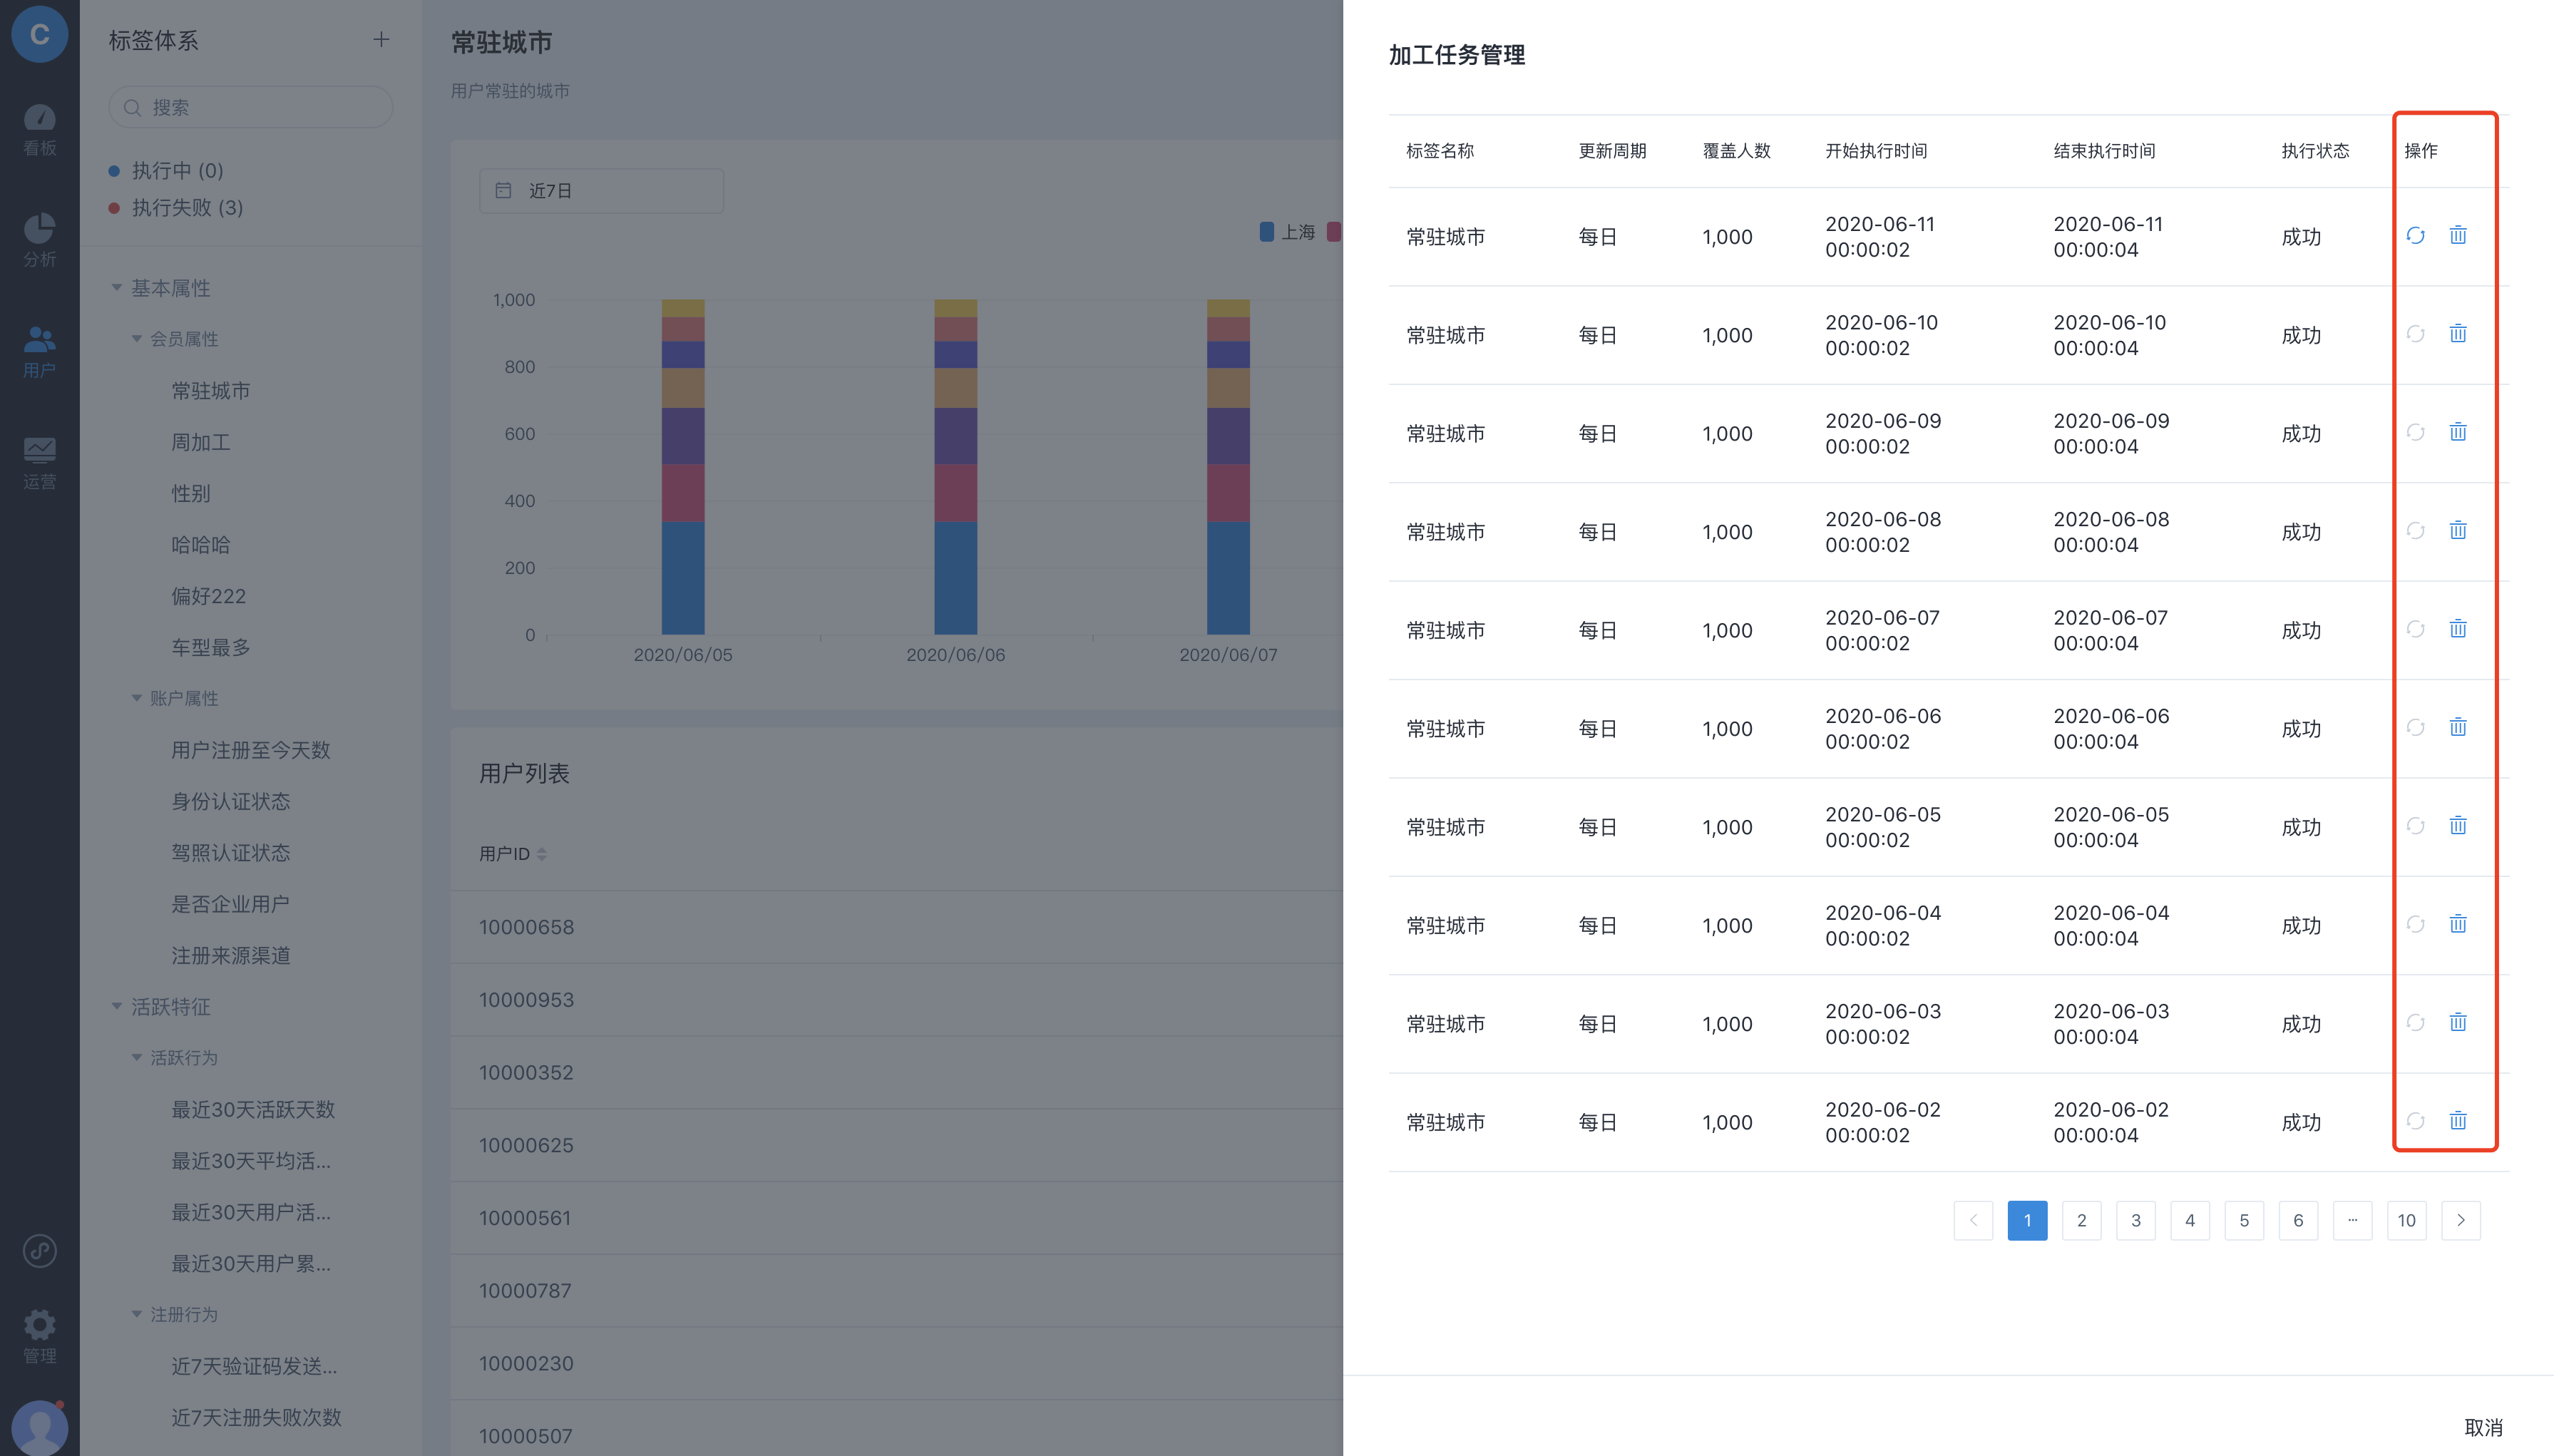 C
看板
分析
用户
运营
管理
标签体系
搜索
执行中 (0)
执行失败 (3)
基本属性
会员属性
常驻城市
周加工
性别
哈哈哈
偏好222
车型最多
账户属性
用户注册至今天数
身份认证状态
驾照认证状态
是否企业用户
注册来源渠道
活跃特征
活跃行为
最近30天活跃天数
最近30天平均活...
最近30天用户活...
最近30天用户累...
注册行为
近7天验证码发送...
近7天注册失败次数
常驻城市
用户常驻的城市
近7日
上海
1,000
800
600
400
200
0
2020/06/05 2020/06/06 2020/06/07
用户列表
用户ID
10000658
10000953
10000352
10000625
10000561
10000787
10000230
10000507
加工任务管理
标签名称 更新周期 覆盖人数 开始执行时间 结束执行时间 执行状态 操作
常驻城市 每日 1,000 2020-06-11 00:00:02 2020-06-11 00:00:04 成功
常驻城市 每日 1,000 2020-06-10 00:00:02 2020-06-10 00:00:04 成功
常驻城市 每日 1,000 2020-06-09 00:00:02 2020-06-09 00:00:04 成功
常驻城市 每日 1,000 2020-06-08 00:00:02 2020-06-08 00:00:04 成功
常驻城市 每日 1,000 2020-06-07 00:00:02 2020-06-07 00:00:04 成功
常驻城市 每日 1,000 2020-06-06 00:00:02 2020-06-06 00:00:04 成功
常驻城市 每日 1,000 2020-06-05 00:00:02 2020-06-05 00:00:04 成功
常驻城市 每日 1,000 2020-06-04 00:00:02 2020-06-04 00:00:04 成功
常驻城市 每日 1,000 2020-06-03 00:00:02 2020-06-03 00:00:04 成功
常驻城市 每日 1,000 2020-06-02 00:00:02 2020-06-02 00:00:04 成功
1 2 3 4 5 6 ... 10
取消